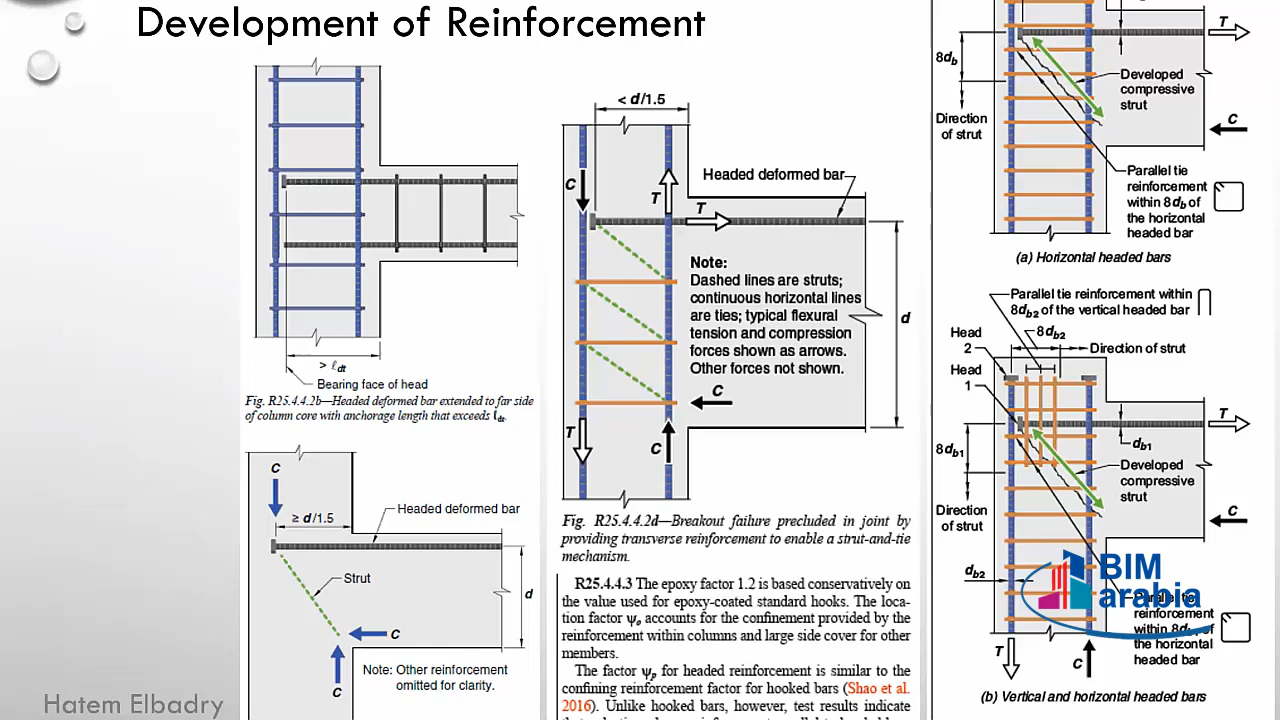 Development of Reinforcement
> ℓdt
Bearing face of head
Fig. R25.4.4.2b—Headed deformed bar extended to far side
of column core with anchorage length that exceeds ℓdt.
C
≥ d/1.5
Headed deformed bar
Strut
d
C
C
Note: Other reinforcement
omitted for clarity.
Hatem Elbadry
< d/1.5
Headed deformed bar
C
T
T
Note:
Dashed lines are struts;
continuous horizontal lines
are ties; typical flexural
tension and compression
forces shown as arrows.
Other forces not shown.
d
C
T
C
Fig. R25.4.4.2d—Breakout failure precluded in joint by
providing transverse reinforcement to enable a strut-and-tie
mechanism.
R25.4.4.3 The epoxy factor 1.2 is based conservatively on
the value used for epoxy-coated standard hooks. The loca-
tion factor ψo accounts for the confinement provided by the
reinforcement within columns and large side cover for other
members.
The factor ψp for headed reinforcement is similar to the
confining reinforcement factor for hooked bars (Shao et al.
2016). Unlike hooked bars, however, test results indicate
T
8db
Developed
compressive
strut
Direction
of strut
C
Parallel tie
reinforcement
within 8db of
the horizontal
headed bar
(a) Horizontal headed bars
Parallel tie reinforcement within
8db2 of the vertical headed bar
Head
2
8db2
Direction of strut
Head
1
T
8db1
db1
Developed
compressive
strut
Direction
of strut
C
db2
BIM
arabia
Parallel tie
reinforcement
within 8db1 of
the horizontal
headed bar
T
C
(b) Vertical and horizontal headed bars